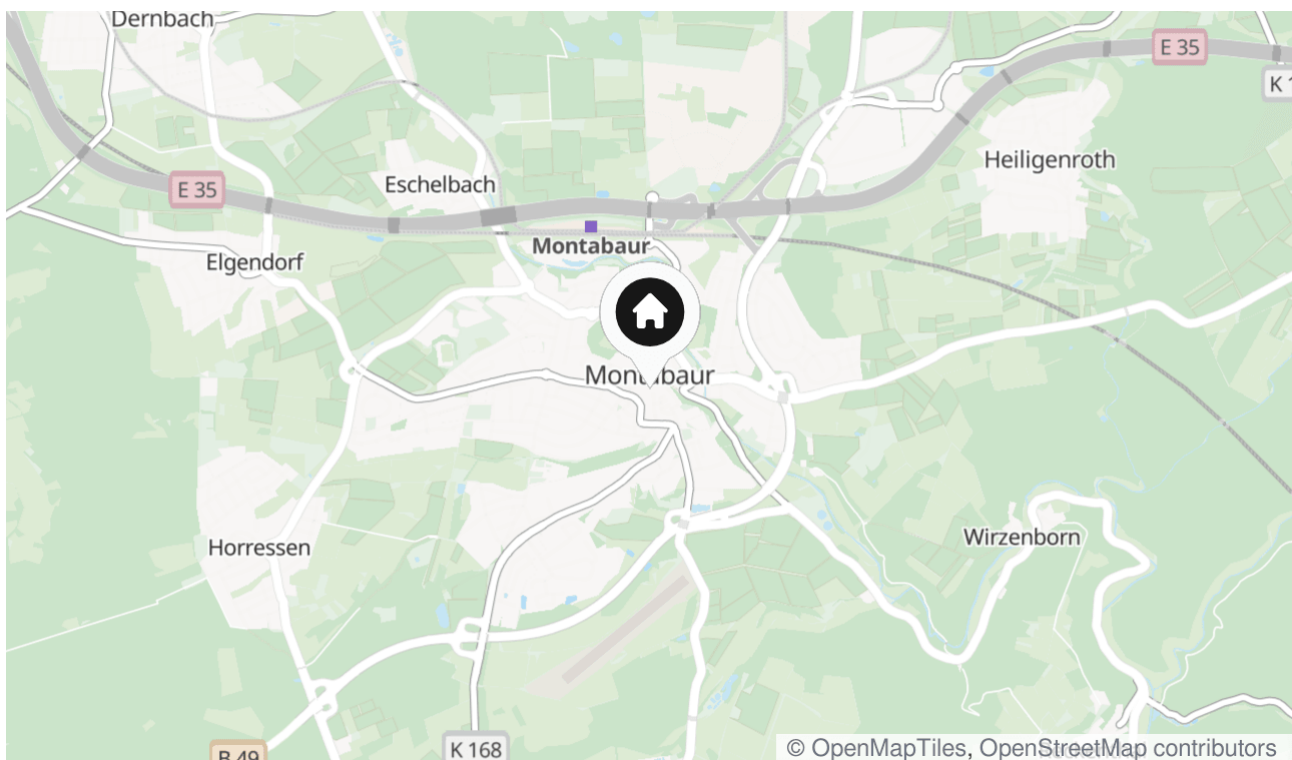 Dernbach
E 35
K 1
Heiligenroth
Eschelbach
E 35
Montabaur
Elgendorf
Montabaur
Wirzenborn
Horressen
B 49
K 168
© OpenMapTiles, OpenStreetMap contributors